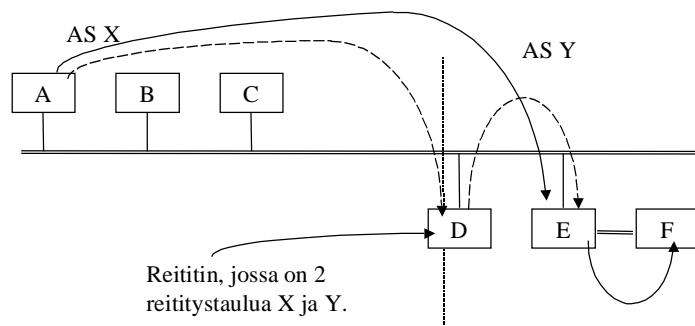 AS X
AS Y
A
B
C
D
E
F
Reititin, jossa on 2
reititystaulua X ja Y.